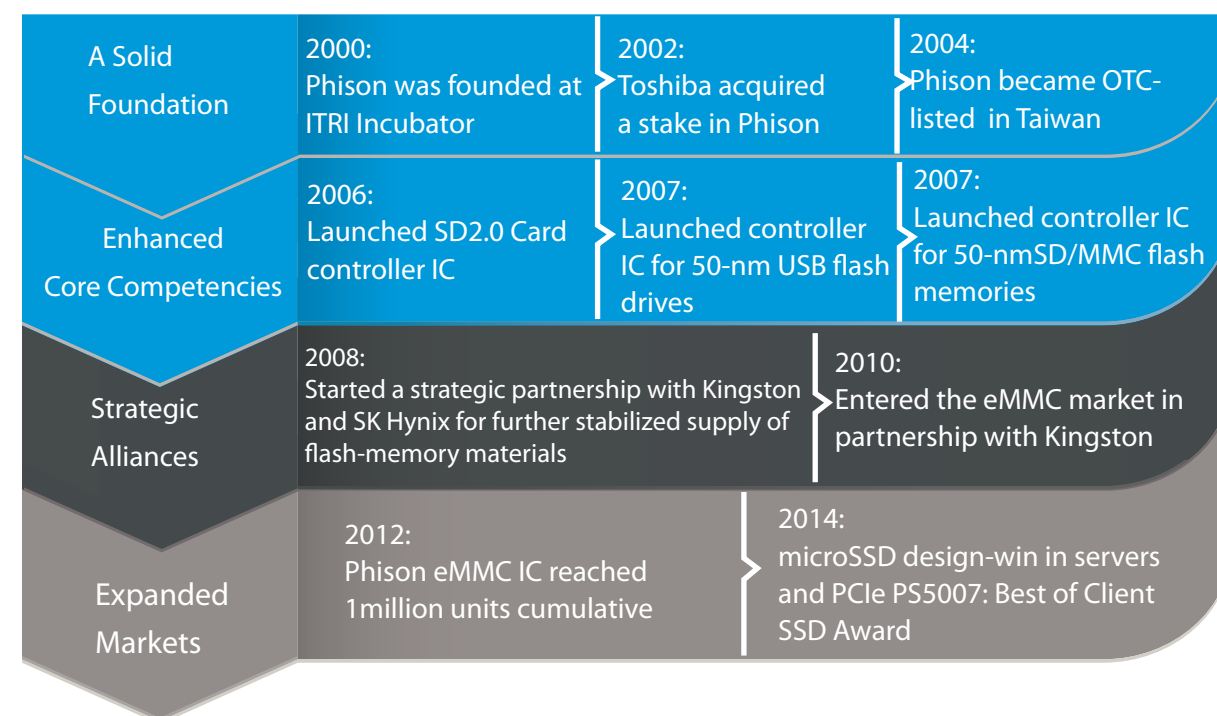 A Solid
Foundation
2000:
Phison was founded at
ITRI Incubator
2002:
Toshiba acquired
a stake in Phison
2004:
Phison became OTC-
listed in Taiwan
Enhanced
Core Competencies
2006:
Launched SD2.0 Card
controller IC
2007:
Launched controller
IC for 50-nm USB flash
drives
2007:
Launched controller IC
for 50-nmSD/MMC flash
memories
Strategic
Alliances
2008:
Started a strategic partnership with Kingston
and SK Hynix for further stabilized supply of
flash-memory materials
2010:
Entered the eMMC market in
partnership with Kingston
Expanded
Markets
2012:
Phison eMMC IC reached
1million units cumulative
2014:
microSSD design-win in servers
and PCIe PS5007: Best of Client
SSD Award